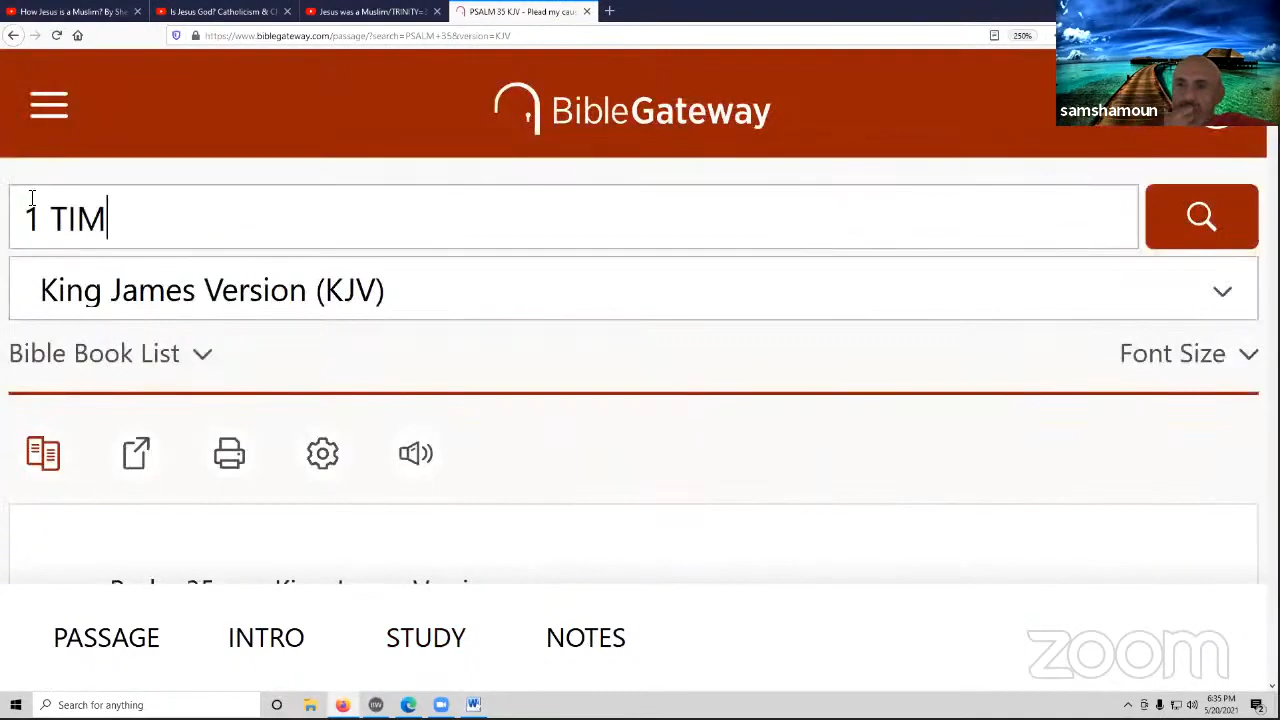 How Jesus is a Muslim? By She
Is Jesus God? Catholicism & Cl
Jesus was a Muslim/TRINITY=
PSALM 35 KJV - Plead my cau
https://www.biblegateway.com/passage/?search=PSALM+35&version=KJV
250%
samshamoun
BibleGateway
1 TIM
King James Version (KJV)
Bible Book List
Font Size
PASSAGE INTRO STUDY NOTES
zoom
Search for anything
6:35 PM
5/20/2021